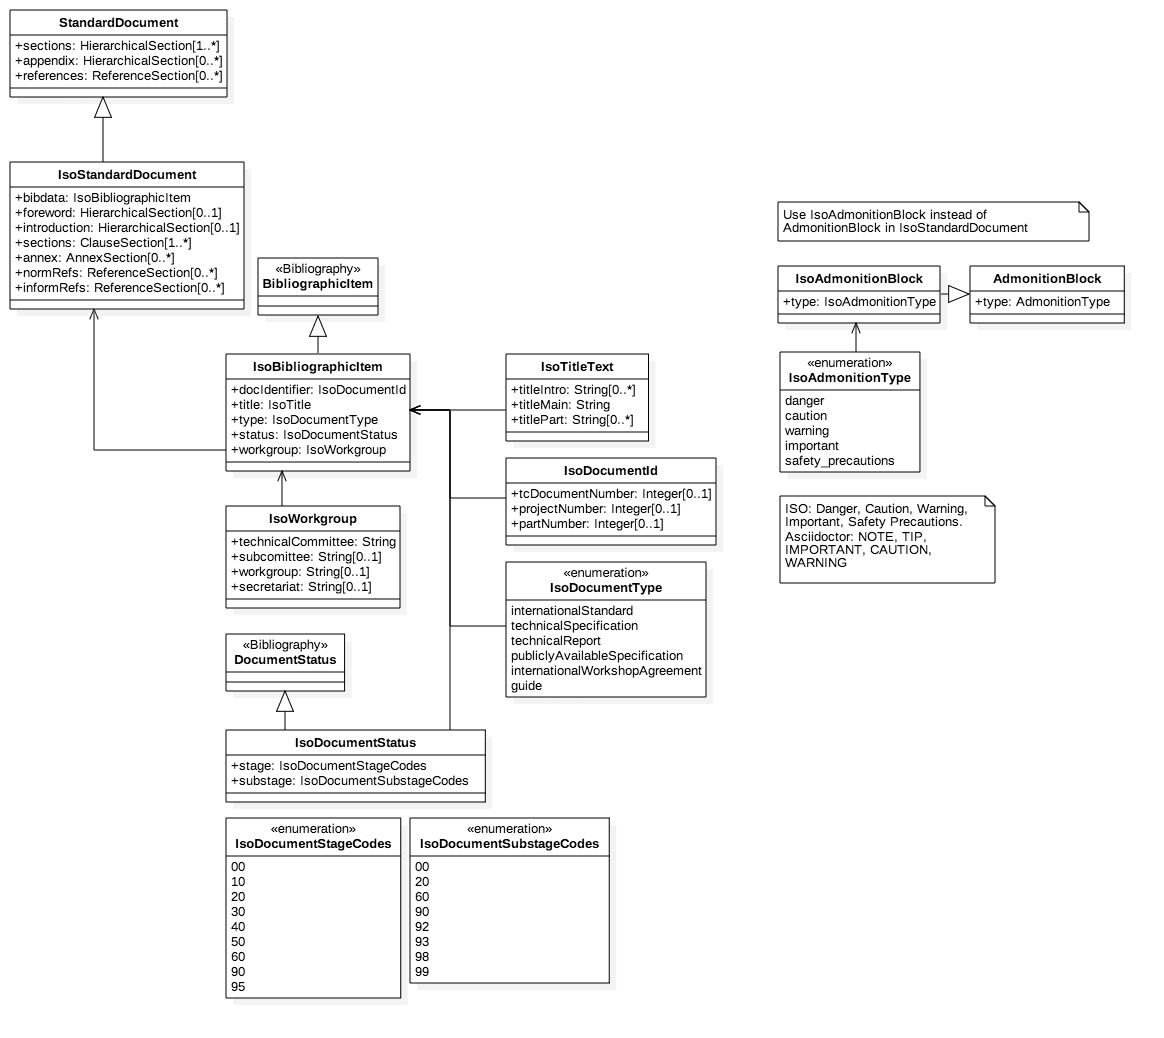 StandardDocument
+sections: HierarchicalSection[1..*]
+appendix: HierarchicalSection[0..*]
+references: ReferenceSection[0..*]
IsoStandardDocument
+bibdata: IsoBibliographicItem
+foreword: HierarchicalSection[0..1]
+introduction: HierarchicalSection[0..1]
+sections: ClauseSection[1..*]
+annex: AnnexSection[0..*]
+normRefs: ReferenceSection[0..*]
+informRefs: ReferenceSection[0..*]
«Bibliography»
BibliographicItem
IsoBibliographicItem
+docIdentifier: IsoDocumentId
+title: IsoTitle
+type: IsoDocumentType
+status: IsoDocumentStatus
+workgroup: IsoWorkgroup
IsoTitleText
+titleIntro: String[0..*]
+titleMain: String
+titlePart: String[0..*]
IsoDocumentId
+tcDocumentNumber: Integer[0..1]
+projectNumber: Integer[0..1]
+partNumber: Integer[0..1]
IsoWorkgroup
+technicalCommittee: String
+subcomittee: String[0..1]
+workgroup: String[0..1]
+secretariat: String[0..1]
«enumeration»
IsoDocumentType
internationalStandard
technicalSpecification
technicalReport
publiclyAvailableSpecification
internationalWorkshopAgreement
guide
«Bibliography»
DocumentStatus
IsoDocumentStatus
+stage: IsoDocumentStageCodes
+substage: IsoDocumentSubstageCodes
«enumeration»
IsoDocumentStageCodes
00
10
20
30
40
50
60
90
95
«enumeration»
IsoDocumentSubstageCodes
00
20
60
90
92
93
98
99
Use IsoAdmonitionBlock instead of
AdmonitionBlock in IsoStandardDocument
IsoAdmonitionBlock
+type: IsoAdmonitionType
AdmonitionBlock
+type: AdmonitionType
«enumeration»
IsoAdmonitionType
danger
caution
warning
important
safety_precautions
ISO: Danger, Caution, Warning,
Important, Safety Precautions.
Asciidoctor: NOTE, TIP,
IMPORTANT, CAUTION,
WARNING